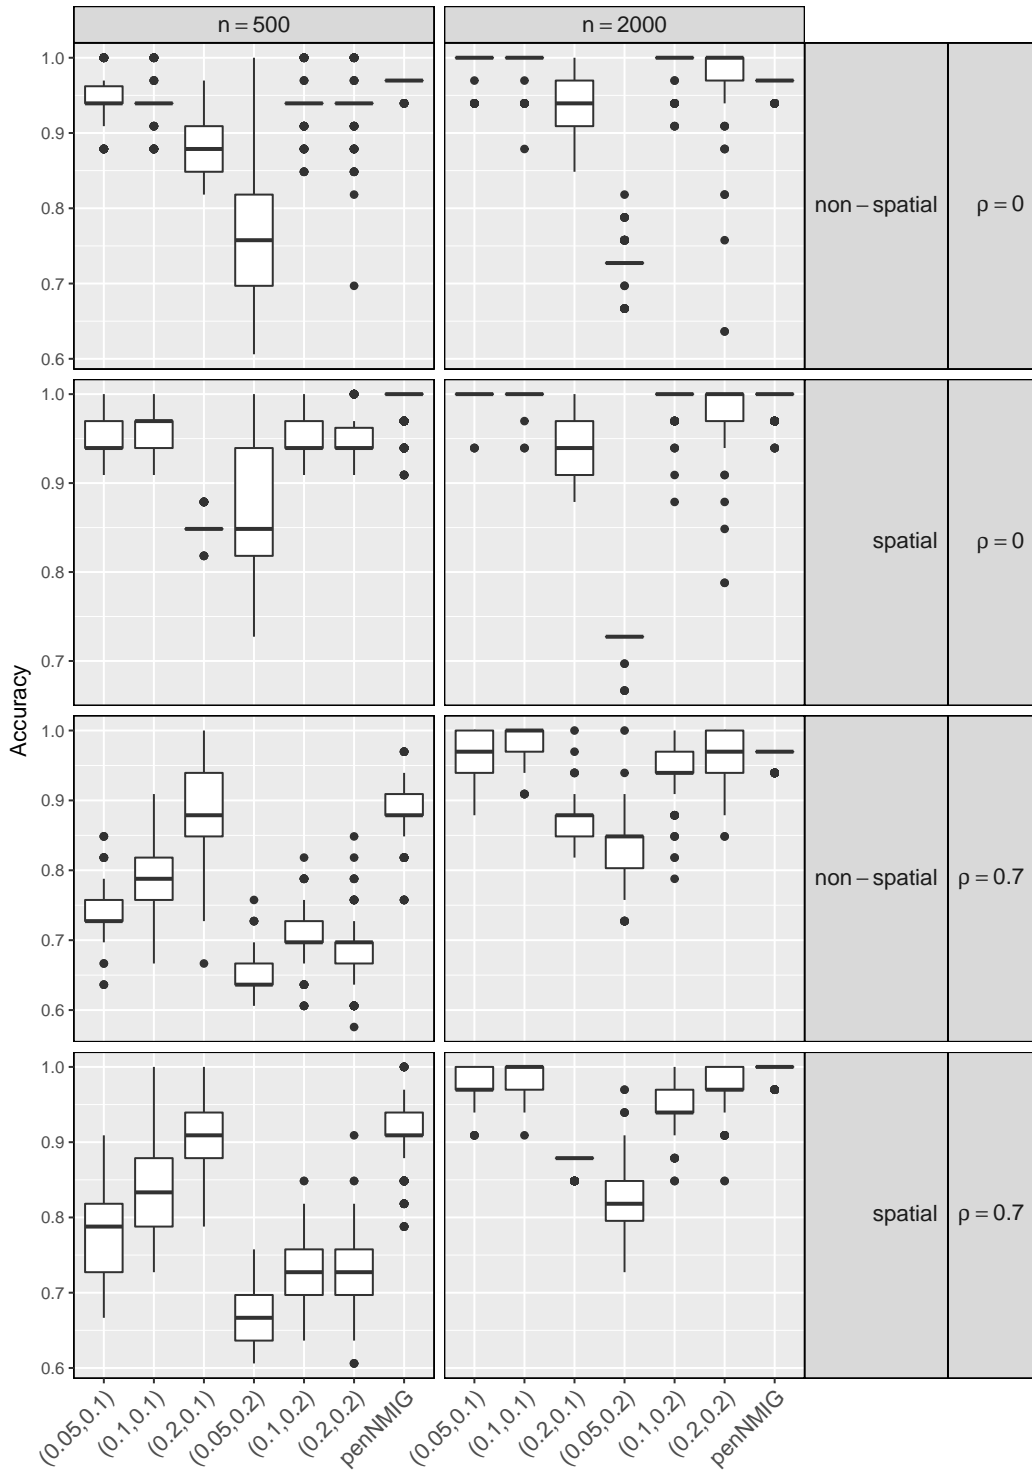 n = 500
n = 2000
1.0
0.9
0.8
0.7
0.6
non − spatial
ρ = 0
1.0
0.9
0.8
0.7
spatial
ρ = 0
Accuracy
1.0
0.9
0.8
0.7
0.6
non − spatial
ρ = 0.7
1.0
0.9
0.8
0.7
0.6
spatial
ρ = 0.7
(0.05,0.1)
(0.1,0.1)
(0.2,0.1)
(0.05,0.2)
(0.1,0.2)
(0.2,0.2)
penNMIG
(0.05,0.1)
(0.1,0.1)
(0.2,0.1)
(0.05,0.2)
(0.1,0.2)
(0.2,0.2)
penNMIG